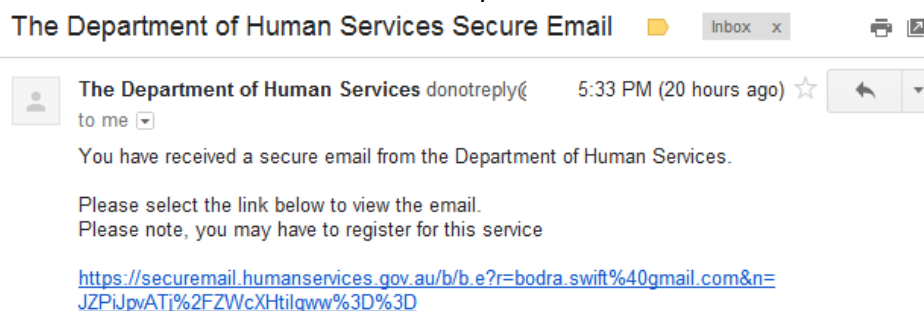 The Department of Human Services Secure Email Inbox x
The Department of Human Services donotreply@ 5:33 PM (20 hours ago)
to me
You have received a secure email from the Department of Human Services.
Please select the link below to view the email.
Please note, you may have to register for this service
https://securemail.humanservices.gov.au/b/b.e?r=bodra.swift%40gmail.com&n=
JZPiJpvATj%2FZWcXHtilqww%3D%3D